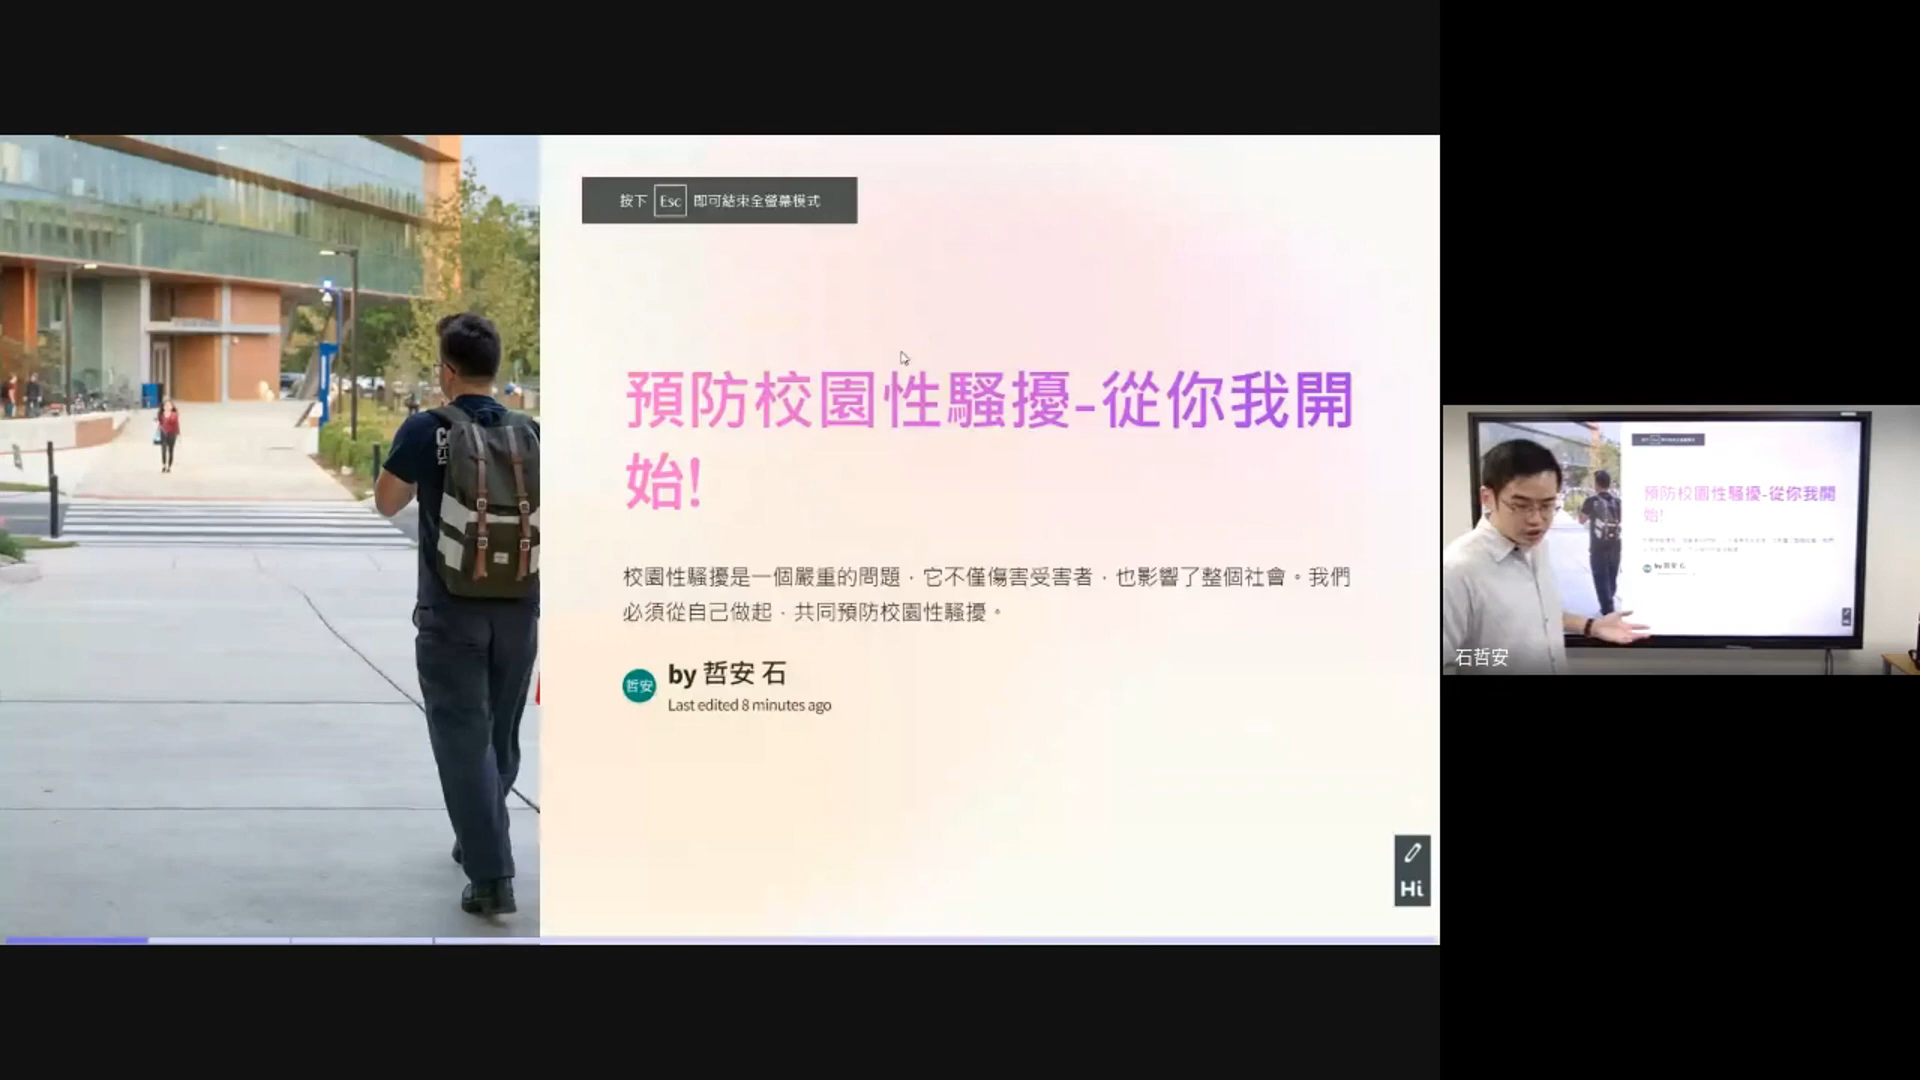 按下 Esc 即可結束全螢幕模式
預防校園性騷擾-從你我開
始!
校園性騷擾是一個嚴重的問題，它不僅傷害受害者，也影響了整個社會。我們
必須從自己做起，共同預防校園性騷擾。
哲安
by 哲安 石
Last edited 8 minutes ago
Hi
預防校園性騷擾-從你我開
始!
by 哲安 石
石哲安